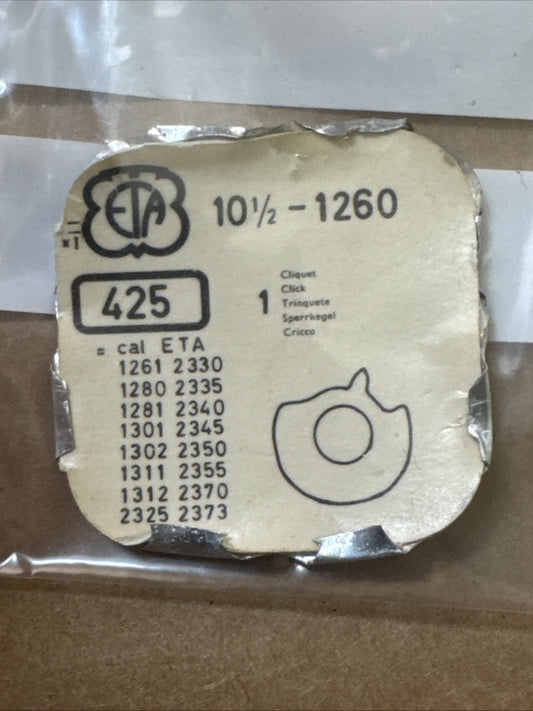 ETA
10½ - 1260
x1
425
1
Cliquet
Click
Trinquete
Sperrkegel
Cricco
= cal ETA
1261 2330
1280 2335
1281 2340
1301 2345
1302 2350
1311 2355
1312 2370
2325 2373